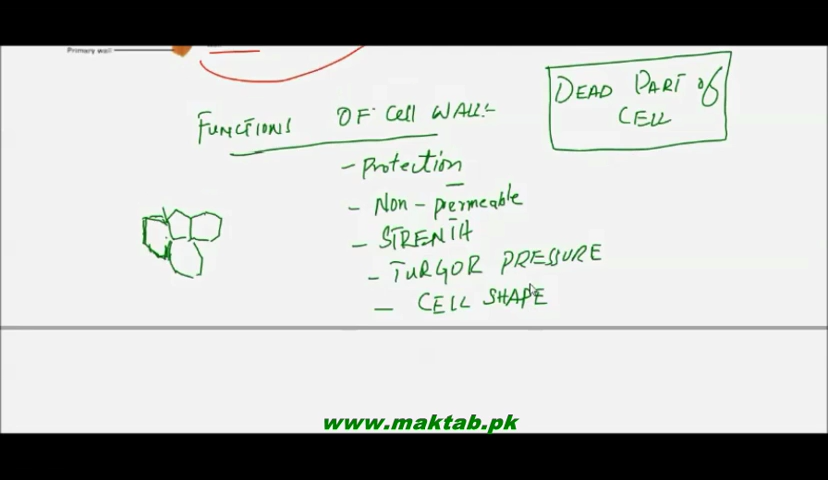 Primary wall
DEAD PART of
CELL
FUNCTIONS OF Cell WALL:-
- Protection
- Non-permeable
- STRENTH
- TURGOR PRESSURE
- CELL SHAPE
www.maktab.pk